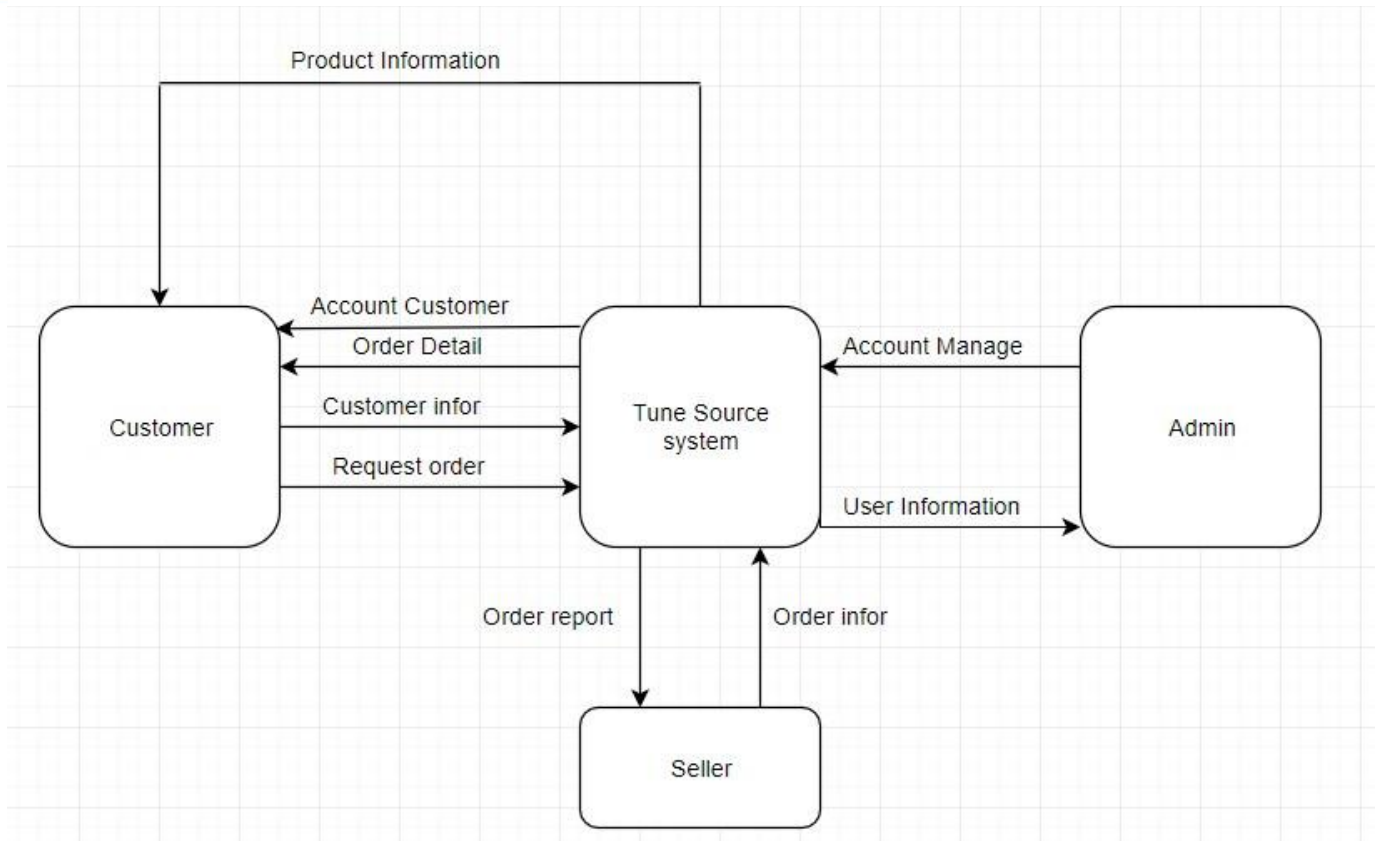 Product Information
Account Customer
Order Detail
Account Manage
Customer infor
Customer
Tune Source
system
Admin
Request order
User Information
Order report
Order infor
Seller